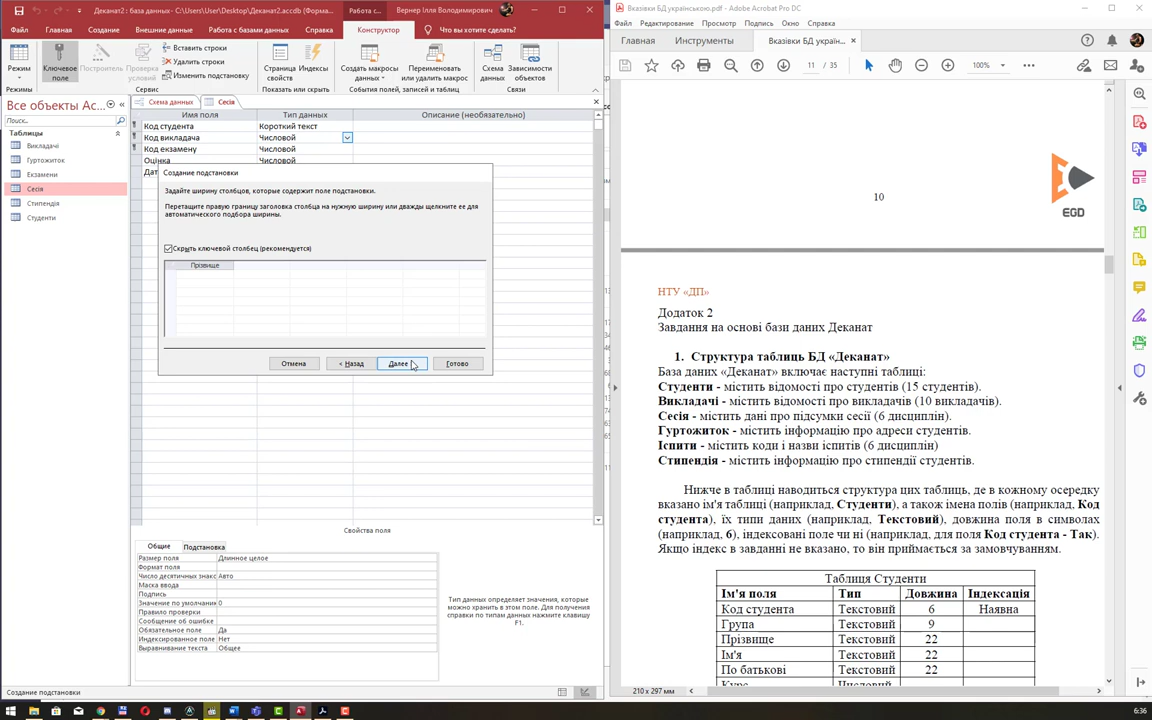 Деканат2 : база данных- C:\Users\User\Desktop\Деканат2.accdb (Форма...
Работа с...
Вернер Ілля Володимирович
Файл
Главная
Создание
Внешние данные
Работа с базами данных
Справка
Конструктор
Что вы хотите сделать?
Режим
Режимы
Ключевое поле
Построитель
Проверка условий
Вставить строки
Удалить строки
Изменить подстановку
Сервис
Страница свойств
Индексы
Показать или скрыть
Создать макросы данных
Переименовать или удалить макрос
События полей, записей и таблиц
Схема данных
Зависимости объектов
Связи
Все объекты Ac...
Поиск...
Таблицы
Викладачі
Гуртожиток
Екзамени
Сесія
Стипендія
Студенти
Схема данных
Сесія
Имя поля
Тип данных
Описание (необязательно)
Код студента
Короткий текст
Код викладача
Числовой
Код екзамену
Числовой
Оцінка
Числовой
Дат
Создание подстановки
Задайте ширину столбцов, которые содержит поле подстановки.
Перетащите правую границу заголовка столбца на нужную ширину или дважды щелкните ее для
автоматического подбора ширины.
Скрыть ключевой столбец (рекомендуется)
Прізвище
Отмена
< Назад
Далее
Готово
Свойства поля
Общие
Подстановка
Размер поля
Длинное целое
Формат поля
Число десятичных знако
Авто
Маска ввода
Подпись
Значение по умолчани
0
Правило проверки
Сообщение об ошибке
Обязательное поле
Да
Индексированное поле
Нет
Выравнивание текста
Общее
Тип данных определяет значения, которые
можно хранить в этом поле. Для получения
справки по типам данных нажмите клавишу
F1.
Создание подстановки
Вказівки БД українською.pdf - Adobe Acrobat Pro DC
Файл
Редактирование
Просмотр
Подпись
Окно
Справка
Главная
Инструменты
Вказівки БД україн...
11 / 35
100%
10
EGD
НТУ «ДП»
Додаток 2
Завдання на основі бази даних Деканат
1. Структура таблиць БД «Деканат»
База даних «Деканат» включає наступні таблиці:
Студенти - містить відомості про студентів (15 студентів).
Викладачі - містить відомості про викладачів (10 викладачів).
Сесія - містить дані про підсумки сесії (6 дисциплін).
Гуртожиток - містить інформацію про адреси студентів.
Іспити - містить коди і назви іспитів (6 дисциплін)
Стипендія - містить інформацію про стипендії студентів.
Нижче в таблиці наводиться структура цих таблиць, де в кожному осередку
вказано ім'я таблиці (наприклад, Студенти), а також імена полів (наприклад, Код
студента), їх типи даних (наприклад, Текстовий), довжина поля в символах
(наприклад, 6), індексовані поле чи ні (наприклад, для поля Код студента - Так).
Якщо індекс в завданні не вказано, то він приймається за замовчуванням.
Таблиця Студенти
Ім'я поля
Тип
Довжина
Індексація
Код студента
Текстовий
6
Наявна
Група
Текстовий
9
Прізвище
Текстовий
22
Ім'я
Текстовий
22
По батькові
Текстовий
22
Курс
Числовий
210 x 297 мм
6:36